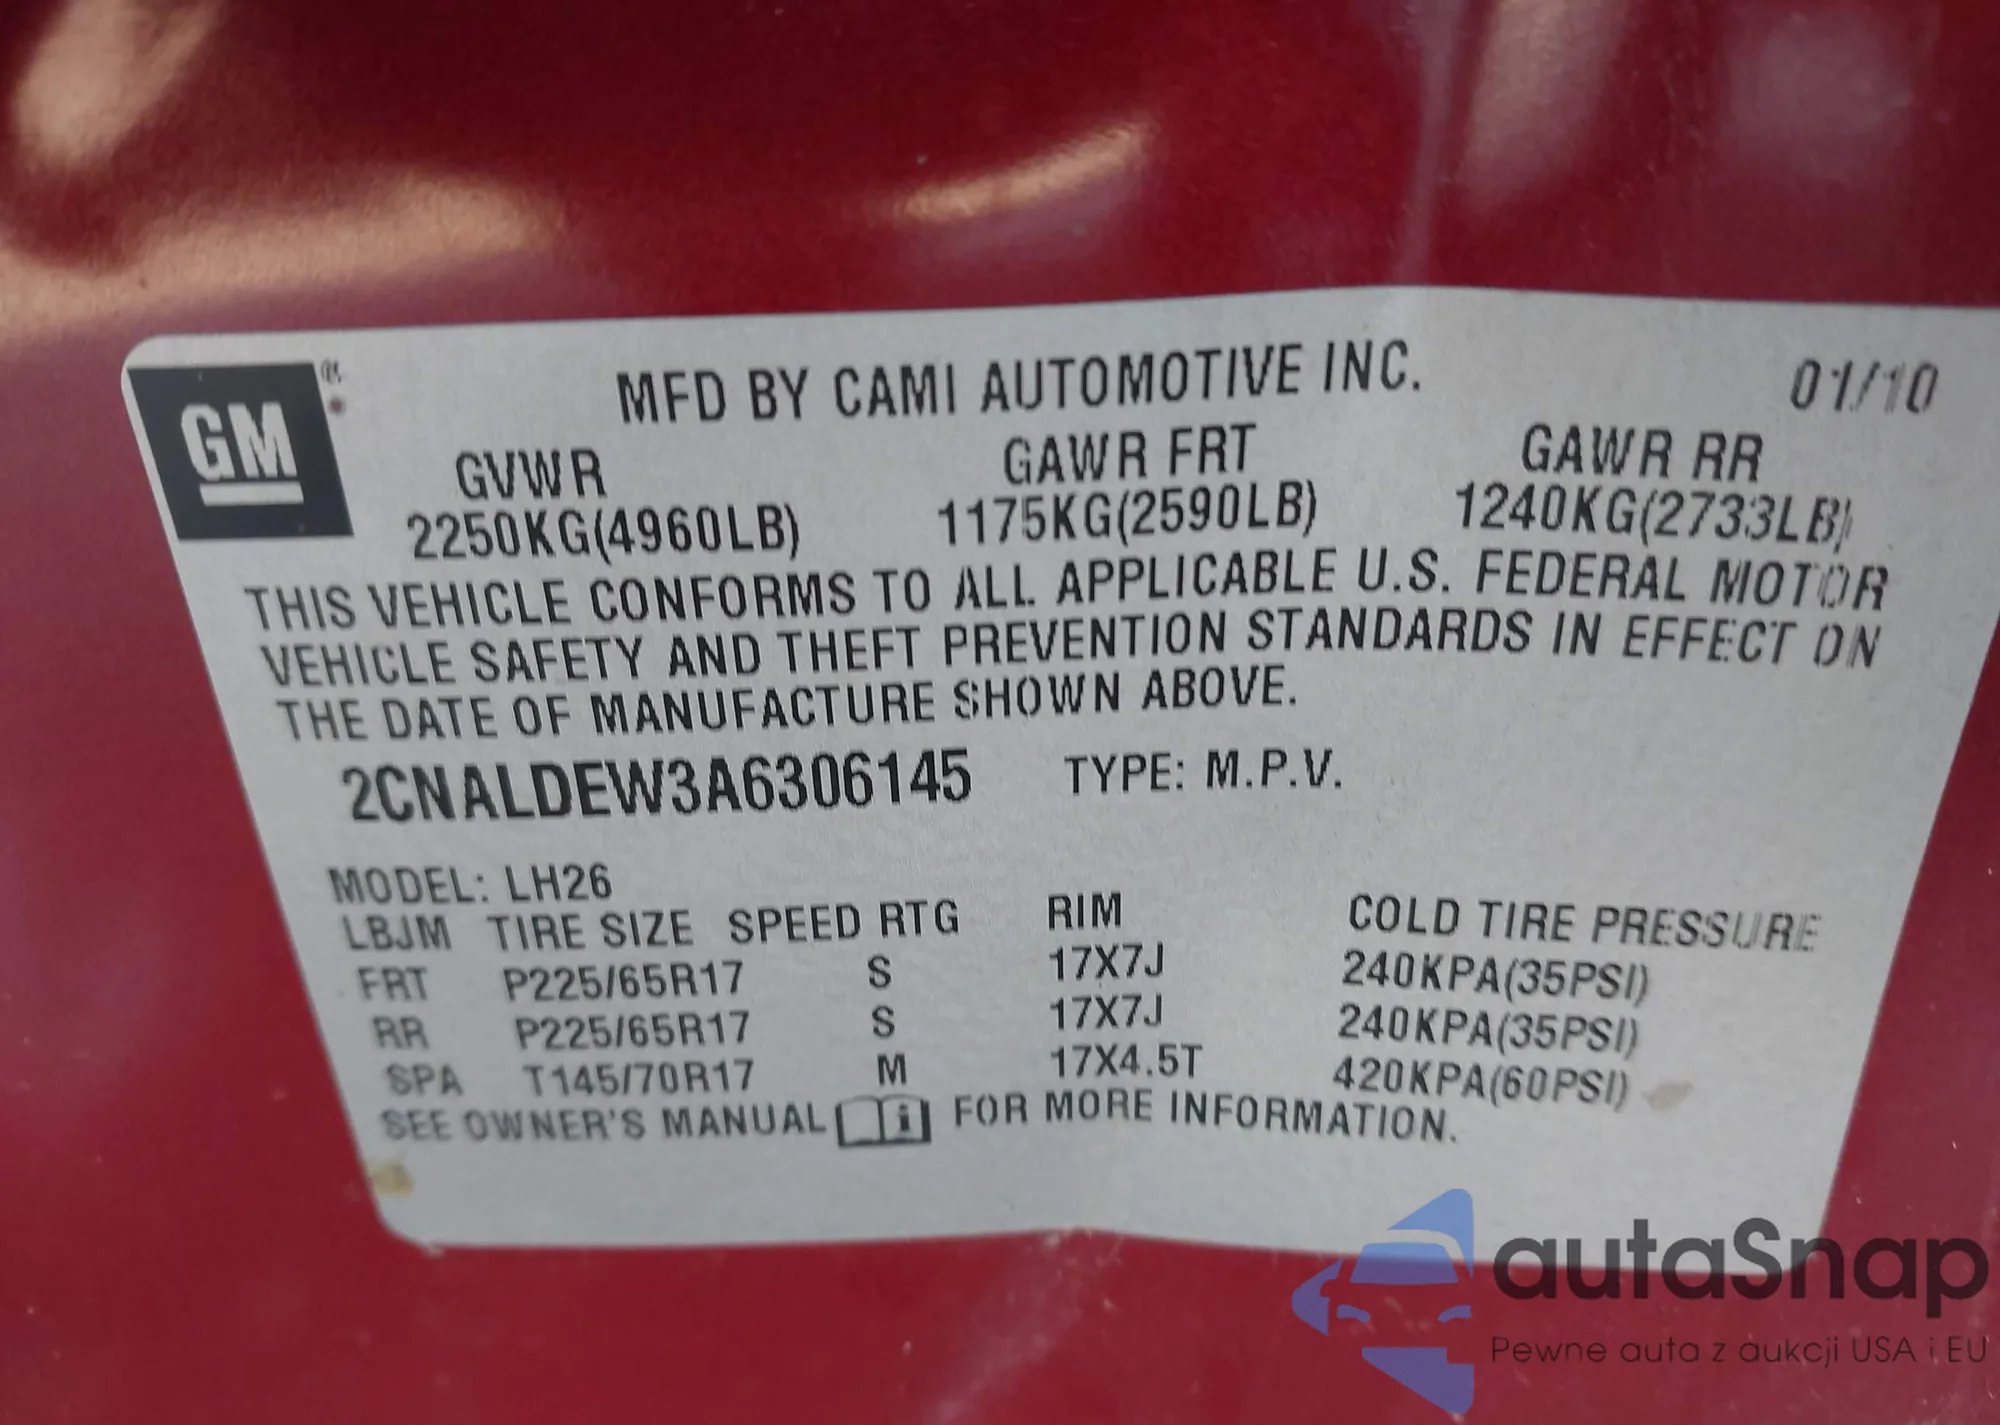 GM®
MFD BY CAMI AUTOMOTIVE INC. 01/10
GVWR GAWR FRT GAWR RR
2250KG(4960LB) 1175KG(2590LB) 1240KG(2733LB)
THIS VEHICLE CONFORMS TO ALL APPLICABLE U.S. FEDERAL MOTOR
VEHICLE SAFETY AND THEFT PREVENTION STANDARDS IN EFFECT ON
THE DATE OF MANUFACTURE SHOWN ABOVE.
2CNALDEW3A6306145 TYPE: M.P.V.
MODEL: LH26
LBJM TIRE SIZE SPEED RTG RIM COLD TIRE PRESSURE
FRT P225/65R17 S 17X7J 240KPA(35PSI)
RR P225/65R17 S 17X7J 240KPA(35PSI)
SPA T145/70R17 M 17X4.5T 420KPA(60PSI)
SEE OWNER'S MANUAL i FOR MORE INFORMATION.
autaSnap
Pewne auta z aukcji USA i EU